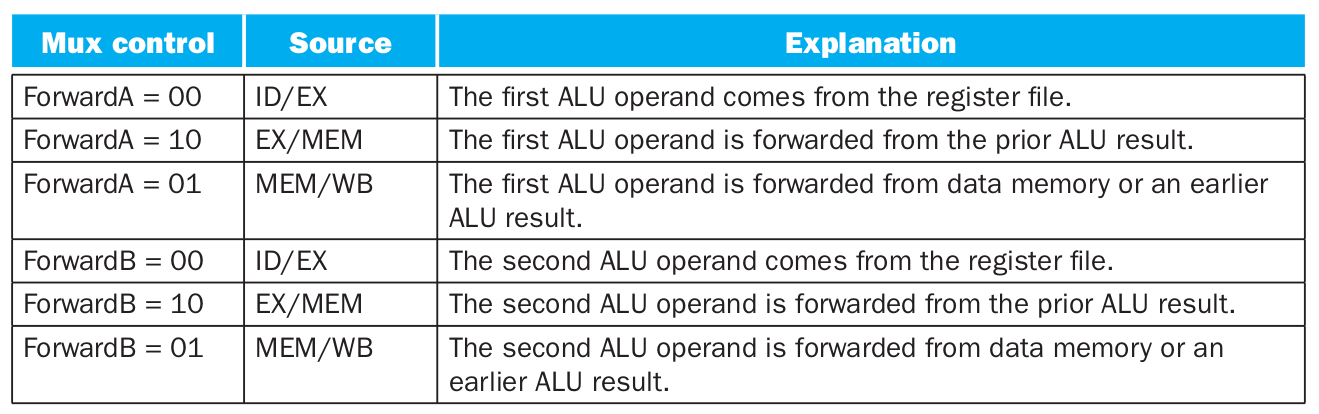 Mux control Source Explanation
ForwardA = 00 ID/EX The first ALU operand comes from the register file.
ForwardA = 10 EX/MEM The first ALU operand is forwarded from the prior ALU result.
ForwardA = 01 MEM/WB The first ALU operand is forwarded from data memory or an earlier
ALU result.
ForwardB = 00 ID/EX The second ALU operand comes from the register file.
ForwardB = 10 EX/MEM The second ALU operand is forwarded from the prior ALU result.
ForwardB = 01 MEM/WB The second ALU operand is forwarded from data memory or an
earlier ALU result.